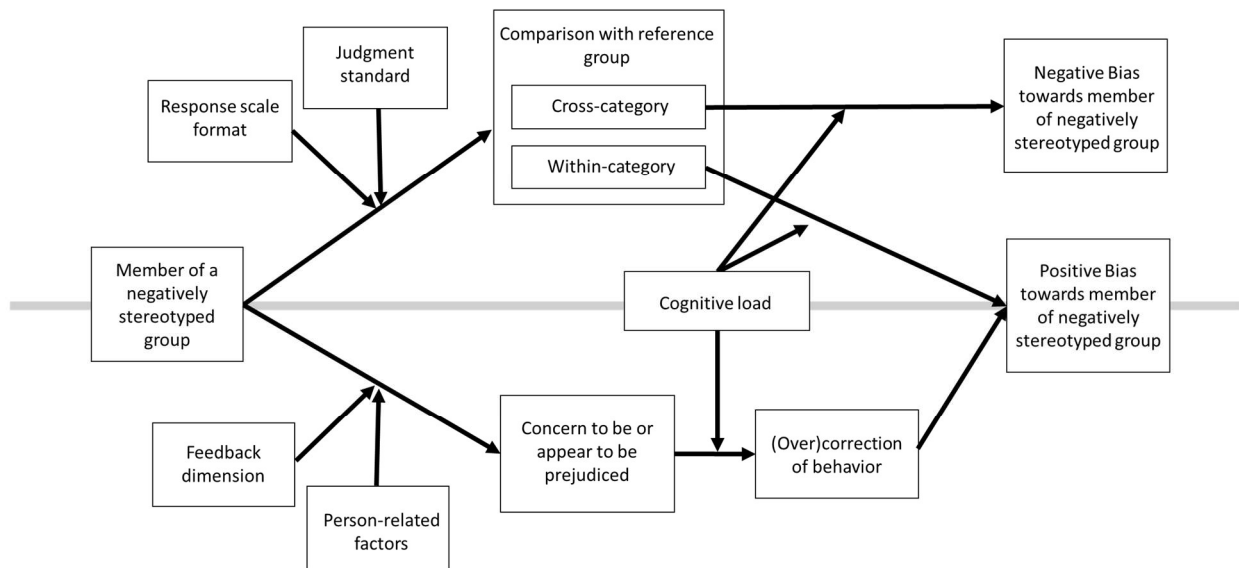 Judgment
standard
Response scale
format
Comparison with reference
group
Cross-category
Within-category
Negative Bias
towards member
of negatively
stereotyped group
Member of a
negatively
stereotyped
group
Cognitive load
Positive Bias
towards member
of negatively
stereotyped group
Feedback
dimension
Person-related
factors
Concern to be or
appear to be
prejudiced
(Over)correction
of behavior